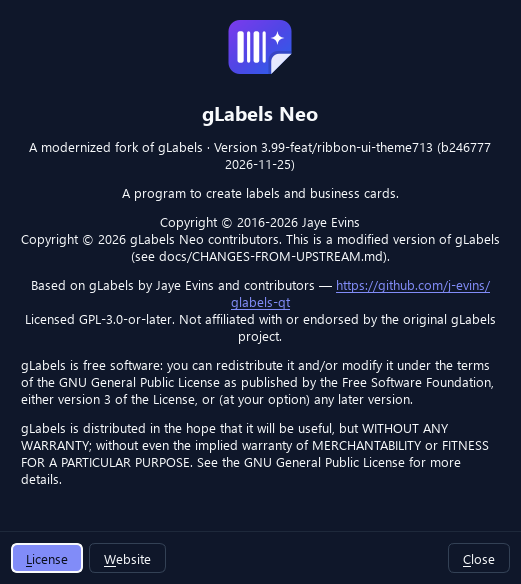 gLabels Neo
A modernized fork of gLabels · Version 3.99-feat/ribbon-ui-theme713 (b246777
2026-11-25)
A program to create labels and business cards.
Copyright © 2016-2026 Jaye Evins
Copyright © 2026 gLabels Neo contributors. This is a modified version of gLabels
(see docs/CHANGES-FROM-UPSTREAM.md).
Based on gLabels by Jaye Evins and contributors — https://github.com/j-evins/
glabels-qt
Licensed GPL-3.0-or-later. Not affiliated with or endorsed by the original gLabels
project.
gLabels is free software: you can redistribute it and/or modify it under the terms
of the GNU General Public License as published by the Free Software Foundation,
either version 3 of the License, or (at your option) any later version.
gLabels is distributed in the hope that it will be useful, but WITHOUT ANY
WARRANTY; without even the implied warranty of MERCHANTABILITY or FITNESS
FOR A PARTICULAR PURPOSE. See the GNU General Public License for more
details.
License Website Close